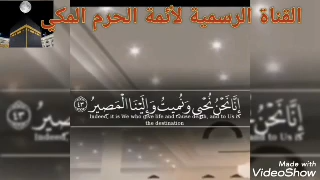 القناة الرسمية لأئمة الحرم المكي
إِنَّا نَحْنُ نُحْيِي وَنُمِيتُ وَإِلَيْنَا الْمَصِيرُ ٤٣
Indeed, it is We who give life and cause death, and to Us is
the destination
Made with
VideoShow